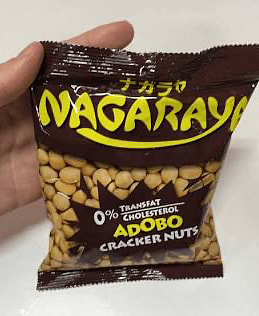 ナガラヤ
NAGARAYA
0% TRANSFAT
CHOLESTEROL
ADOBO
CRACKER NUTS